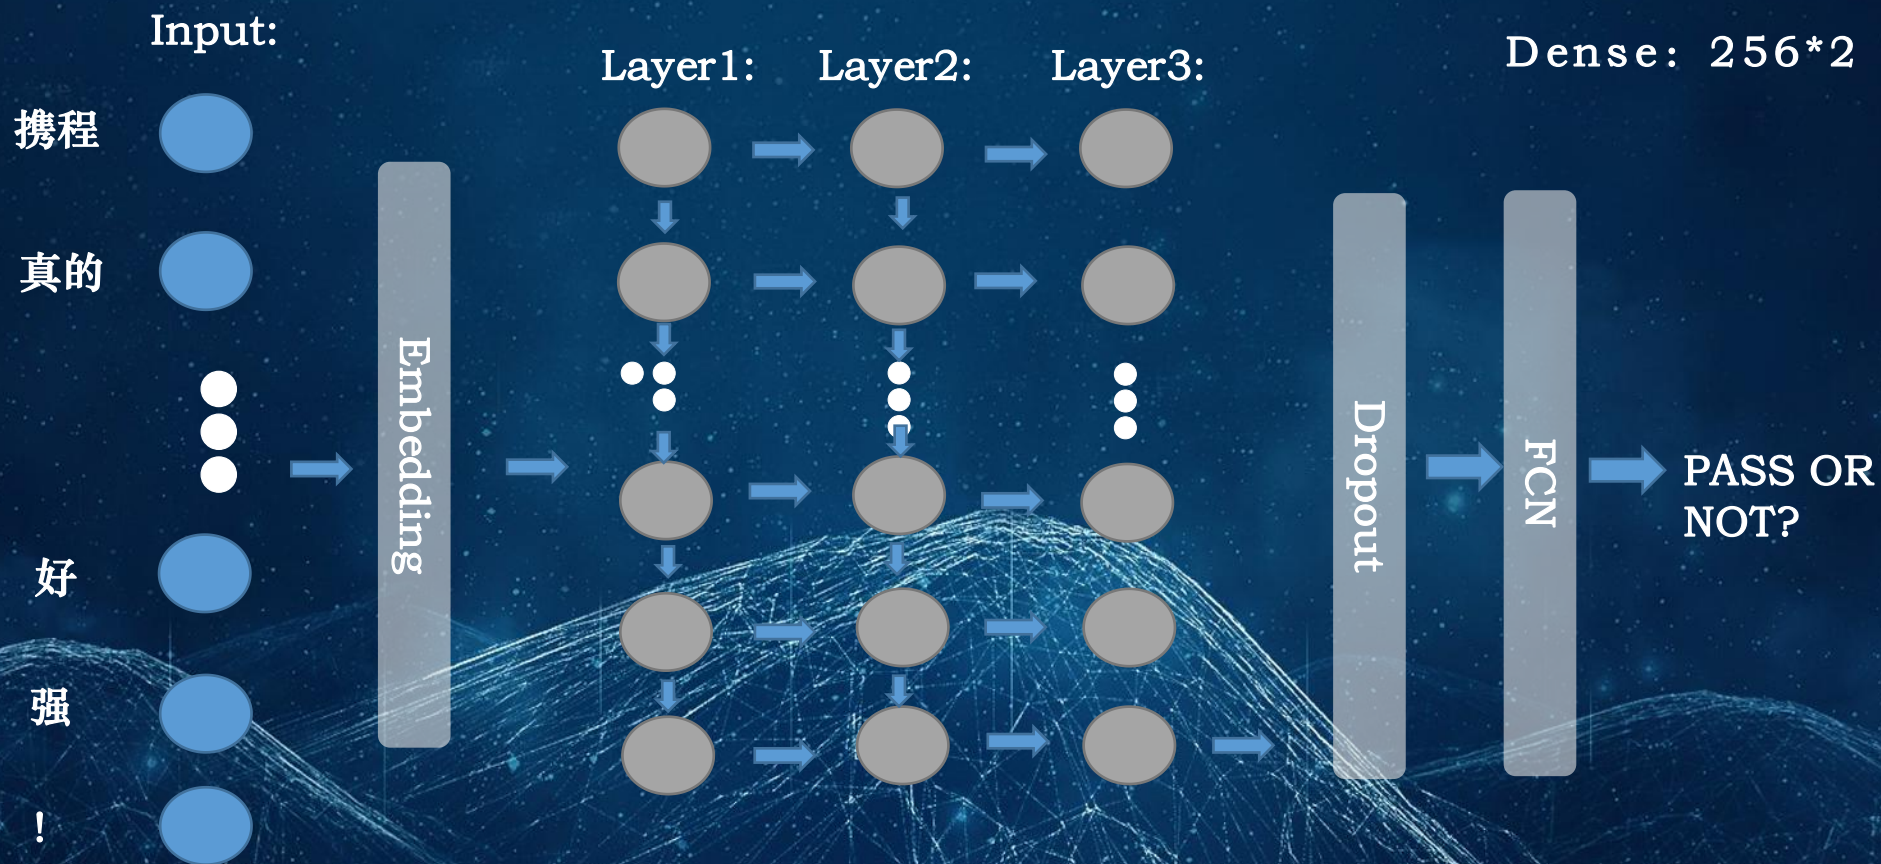 Input:
Layer1:
Layer2:
Layer3:
Dense: 256*2
携程
真的
好
强
!
Embedding
Dropout
FCN
PASS OR
NOT?